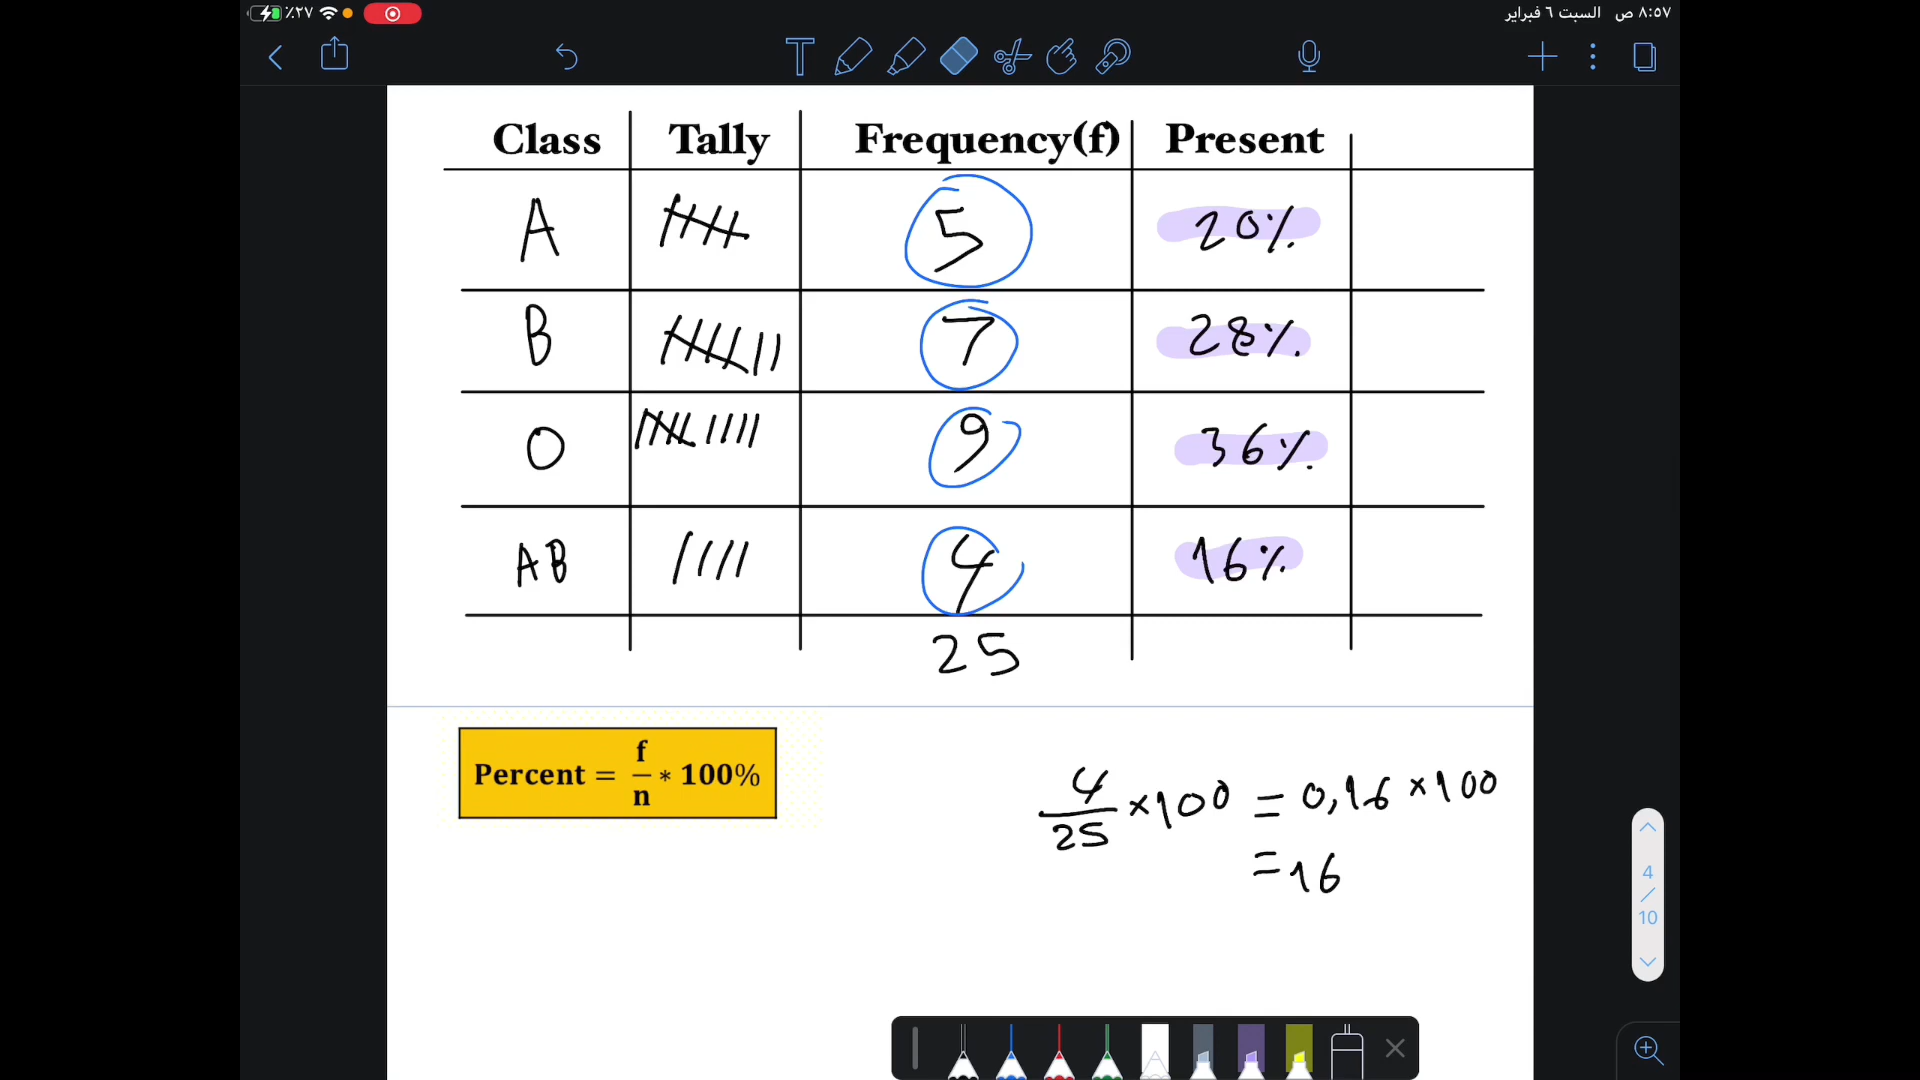 ٪٢٧
٨:٥٧ ص السبت ٦ فبراير
Class Tally Frequency(f) Present
A 5 20%
B 7 28%
O 9 36%
AB 4 16%
25
Percent = f/n * 100%
4/25 ×100 = 0,16 ×100
= 16
4
/
10